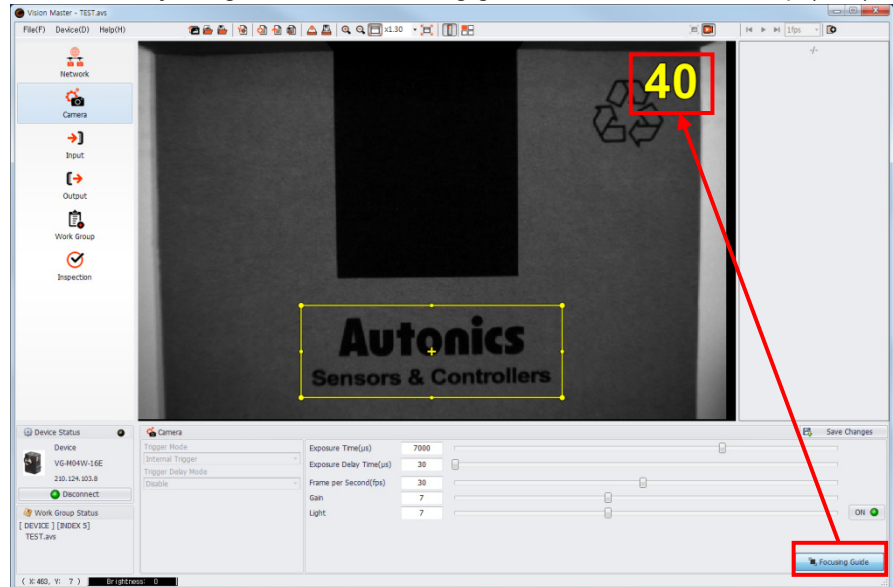 Vision Master - TEST.avs
File(F) Device(D) Help(H)
x1.30
1fps
-/-
Network
Camera
Input
Output
Work Group
Inspection
40
Autonics
Sensors & Controllers
Device Status
Device
VG-M04W-16E
210.124.103.8
Disconnect
Work Group Status
[ DEVICE ] [INDEX 5]
TEST.avs
Camera
Save Changes
Trigger Mode
Internal Trigger
Trigger Delay Mode
Disable
Exposure Time(µs) 7000
Exposure Delay Time(µs) 30
Frame per Second(fps) 30
Gain 7
Light 7
ON
Focusing Guide
( X: 463, Y: 7 ) Brightness: 0